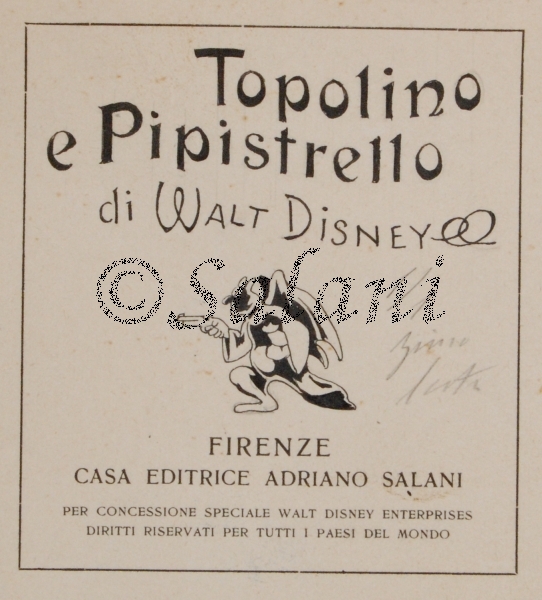 Topolino
e Pipistrello
di WALT DISNEY
© Salani
FIRENZE
CASA EDITRICE ADRIANO SALANI
PER CONCESSIONE SPECIALE WALT DISNEY ENTERPRISES
DIRITTI RISERVATI PER TUTTI I PAESI DEL MONDO